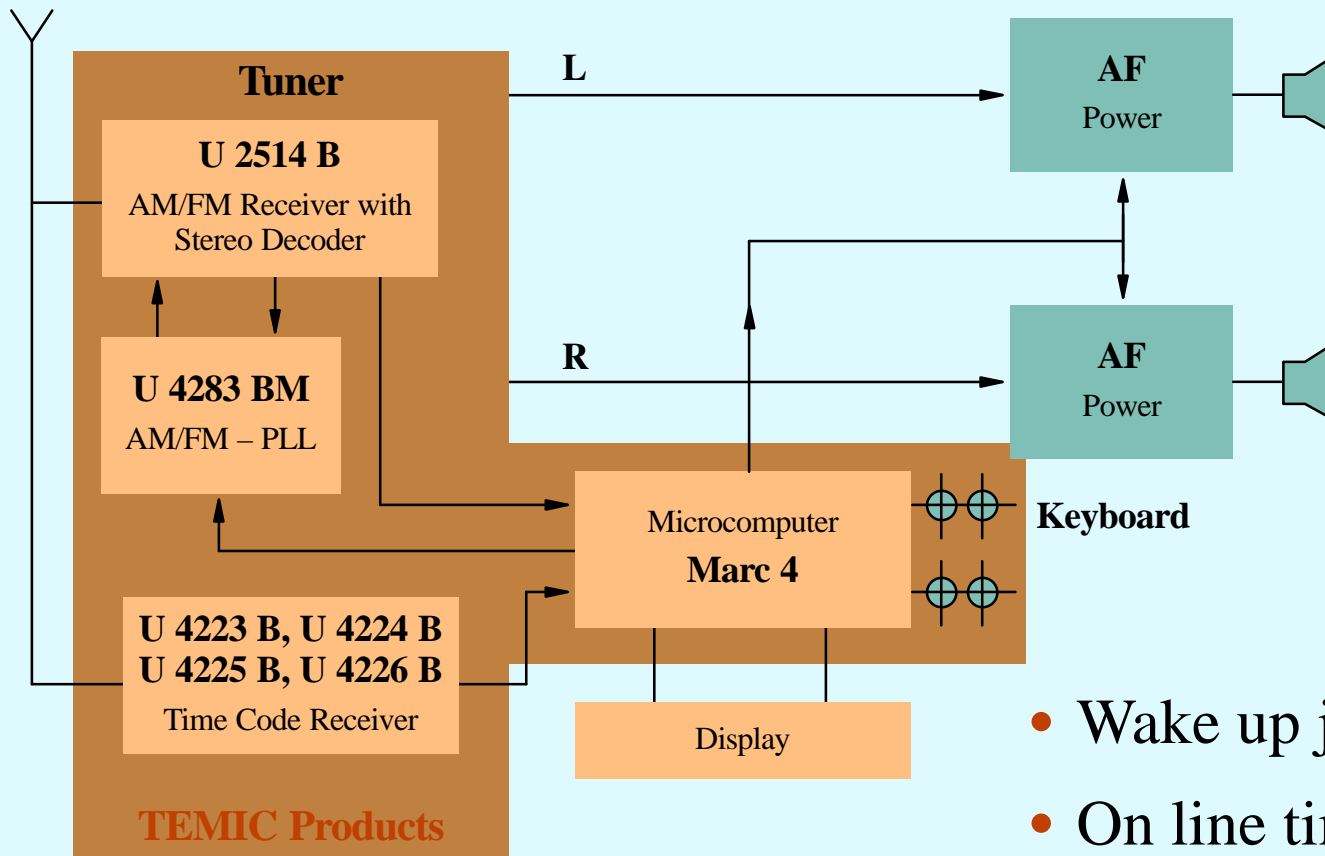 Tuner
L
AF
Power
U 2514 B
AM/FM Receiver with
Stereo Decoder
R
AF
Power
U 4283 BM
AM/FM – PLL
Microcomputer
Marc 4
Keyboard
U 4223 B, U 4224 B
U 4225 B, U 4226 B
Time Code Receiver
Display
• Wake up
• On line
TEMIC Products